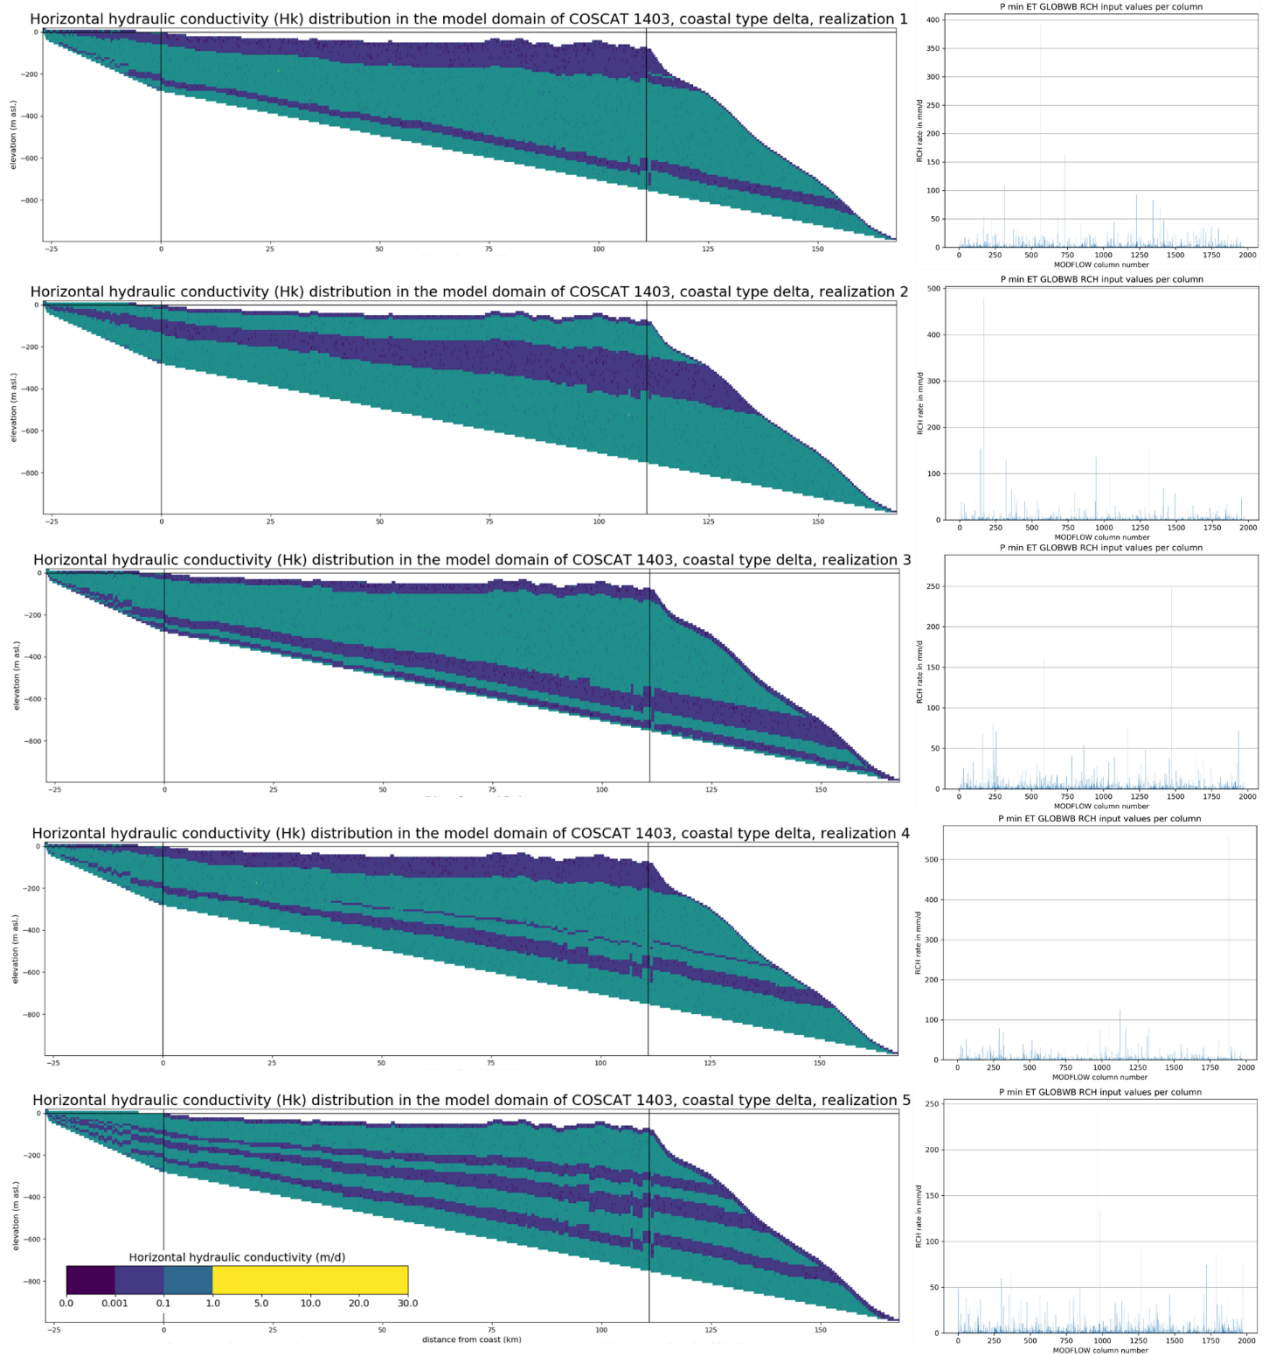 Horizontal hydraulic conductivity (Hk) distribution in the model domain of COSCAT 1403, coastal type delta, realization 1
elevation (m asl.)
0
−200
−400
−600
−800
−25 0 25 50 75 100 125 150
P min ET GLOBWB RCH input values per column
RCH rate in mm/d
400
350
300
250
200
150
100
50
0
0 250 500 750 1000 1250 1500 1750 2000
MODFLOW column number
Horizontal hydraulic conductivity (Hk) distribution in the model domain of COSCAT 1403, coastal type delta, realization 2
elevation (m asl.)
0
−200
−400
−600
−800
−25 0 25 50 75 100 125 150
P min ET GLOBWB RCH input values per column
RCH rate in mm/d
500
400
300
200
100
0
0 250 500 750 1000 1250 1500 1750 2000
MODFLOW column number
Horizontal hydraulic conductivity (Hk) distribution in the model domain of COSCAT 1403, coastal type delta, realization 3
elevation (m asl.)
0
−200
−400
−600
−800
−25 0 25 50 75 100 125 150
P min ET GLOBWB RCH input values per column
RCH rate in mm/d
250
200
150
100
50
0
0 250 500 750 1000 1250 1500 1750 2000
MODFLOW column number
Horizontal hydraulic conductivity (Hk) distribution in the model domain of COSCAT 1403, coastal type delta, realization 4
elevation (m asl.)
0
−200
−400
−600
−800
−25 0 25 50 75 100 125 150
P min ET GLOBWB RCH input values per column
RCH rate in mm/d
500
400
300
200
100
0
0 250 500 750 1000 1250 1500 1750 2000
MODFLOW column number
Horizontal hydraulic conductivity (Hk) distribution in the model domain of COSCAT 1403, coastal type delta, realization 5
elevation (m asl.)
0
−200
−400
−600
−800
Horizontal hydraulic conductivity (m/d)
0.0 0.001 0.1 1.0 5.0 10.0 20.0 30.0
−25 0 25 50 75 100 125 150
distance from coast (km)
P min ET GLOBWB RCH input values per column
RCH rate in mm/d
250
200
150
100
50
0
0 250 500 750 1000 1250 1500 1750 2000
MODFLOW column number